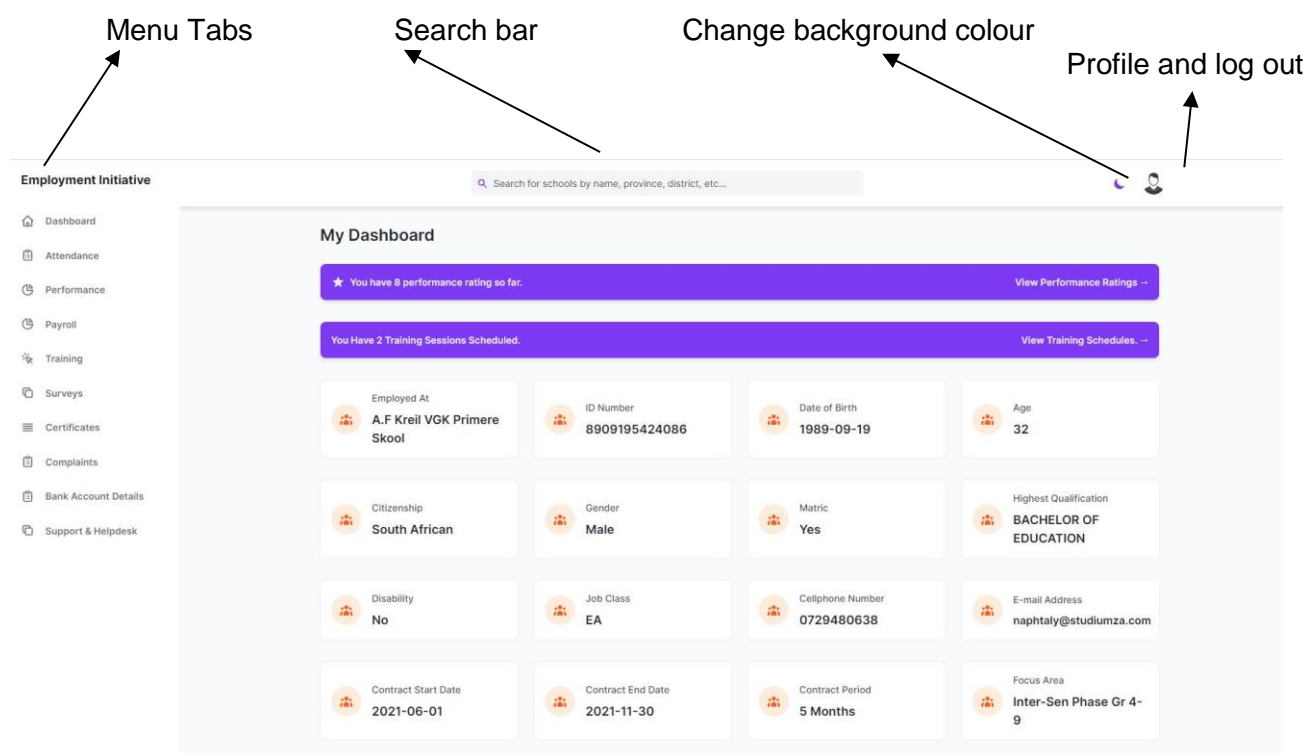 Menu Tabs
Search bar
Change background colour
Profile and log out
Employment Initiative
Search for schools by name, province, district, etc...
Dashboard
Attendance
Performance
Payroll
Training
Surveys
Certificates
Complaints
Bank Account Details
Support & Helpdesk
My Dashboard
You have 8 performance rating so far.
View Performance Ratings →
You Have 2 Training Sessions Scheduled.
View Training Schedules. →
Employed At
A.F Kreil VGK Primere
Skool
ID Number
8909195424086
Date of Birth
1989-09-19
Age
32
Citizenship
South African
Gender
Male
Matric
Yes
Highest Qualification
BACHELOR OF
EDUCATION
Disability
No
Job Class
EA
Cellphone Number
0729480638
E-mail Address
naphtaly@studiumza.com
Contract Start Date
2021-06-01
Contract End Date
2021-11-30
Contract Period
5 Months
Focus Area
Inter-Sen Phase Gr 4-
9